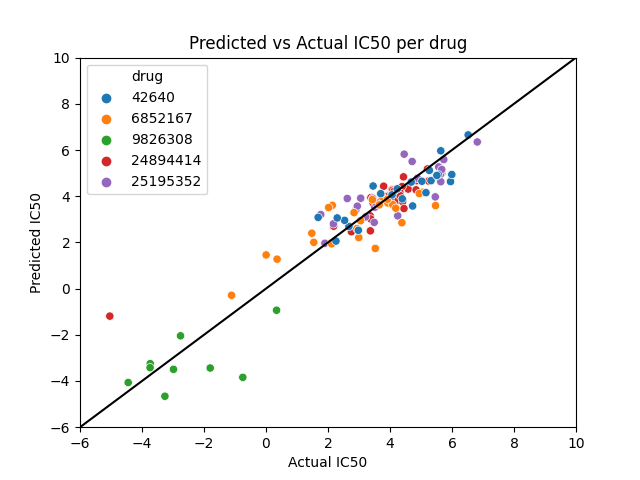 Predicted vs Actual IC50 per drug
10
8
6
4
2
0
−2
−4
−6
Predicted IC50
drug
42640
6852167
9826308
24894414
25195352
−6 −4 −2 0 2 4 6 8 10
Actual IC50